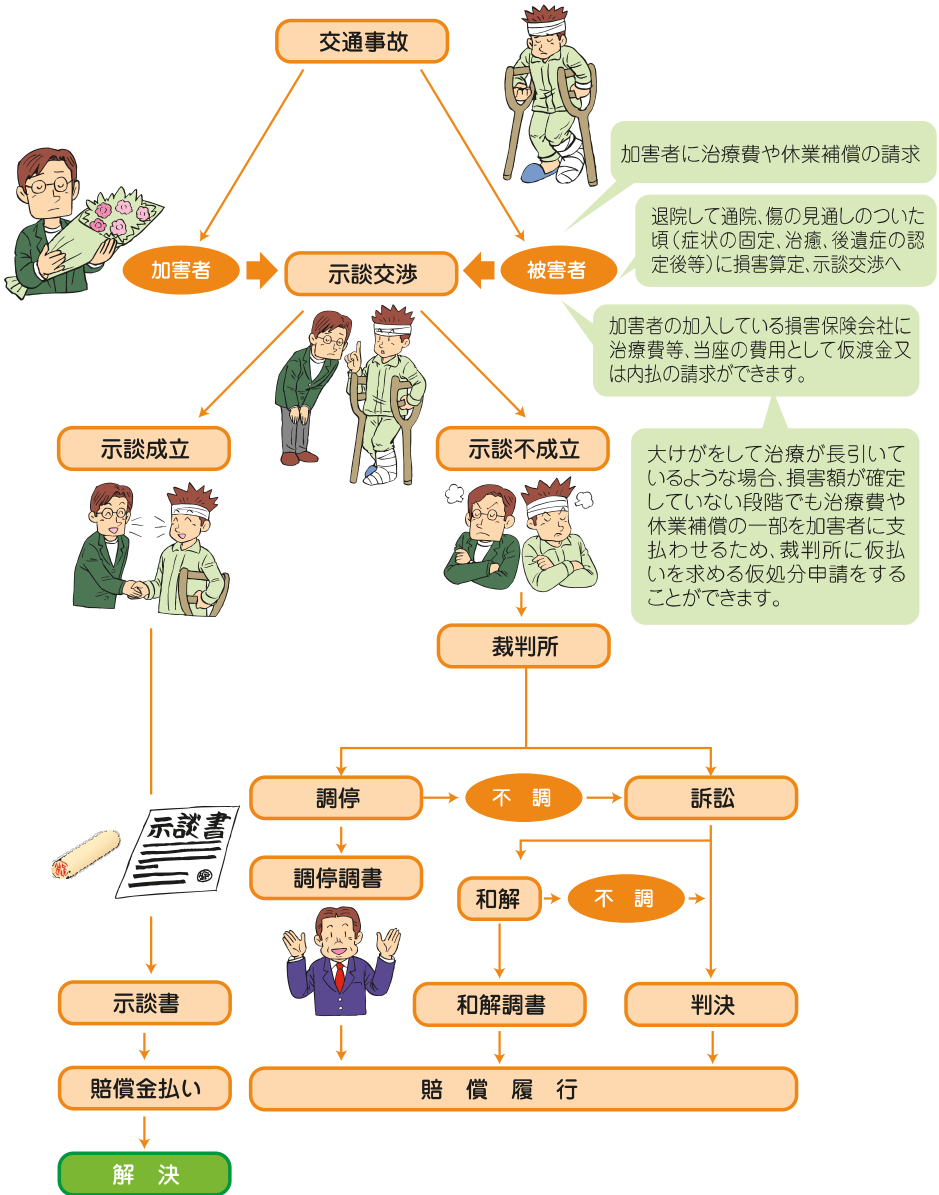 交通事故
加害者に治療費や休業補償の請求
退院して通院、傷の見通しのついた
頃（症状の固定、治癒、後遺症の認
定後等）に損害算定、示談交渉へ
加害者
示談交渉
被害者
加害者の加入している損害保険会社に
治療費等、当座の費用として仮渡金又
は内払の請求ができます。
示談成立
示談不成立
大けがをして治療が長引いて
いるような場合、損害額が確定
していない段階でも治療費や
休業補償の一部を加害者に支
払わせるため、裁判所に仮払
いを求める仮処分申請をする
ことができます。
裁判所
調停
不　調
訴訟
示談書
調停調書
和解
不　調
示談書
和解調書
判決
賠償金払い
賠　償　履　行
解　決